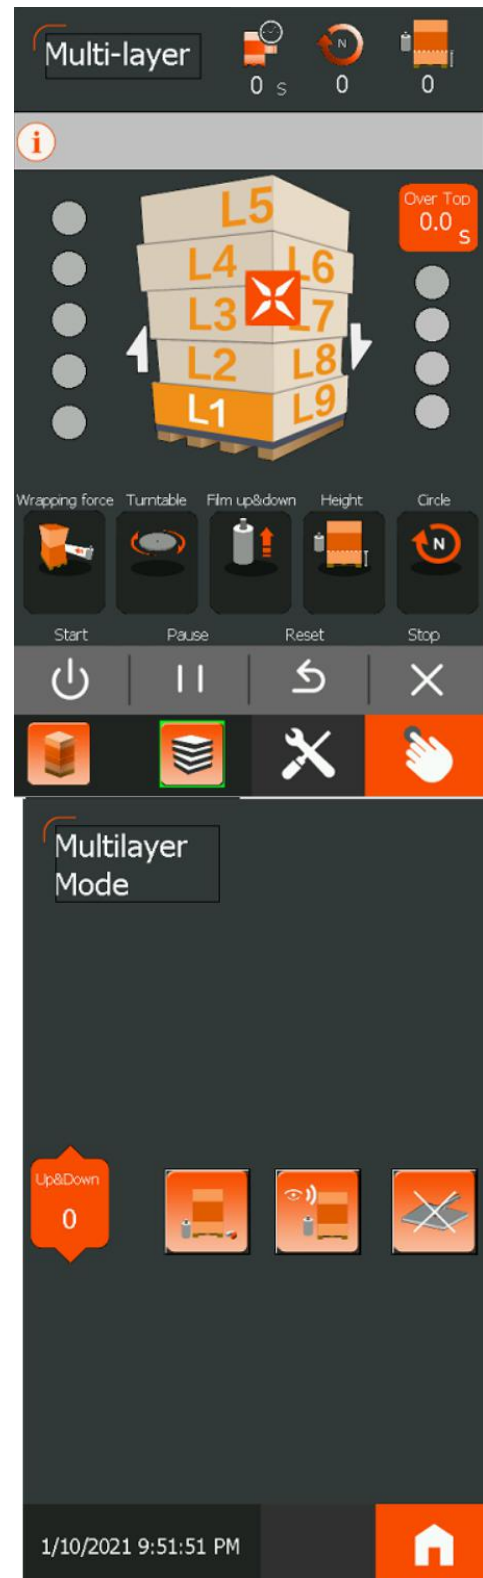 Multi-layer
N
0 s
0
0
i
Over Top
0.0
s
L5
L4
L6
L3
L7
L2
L8
L1
L9
Wrapping force
Turntable
Film up&down
Height
Circle
N
Start
Pause
Reset
Stop
Multilayer
Mode
Up&Down
0
1/10/2021 9:51:51 PM